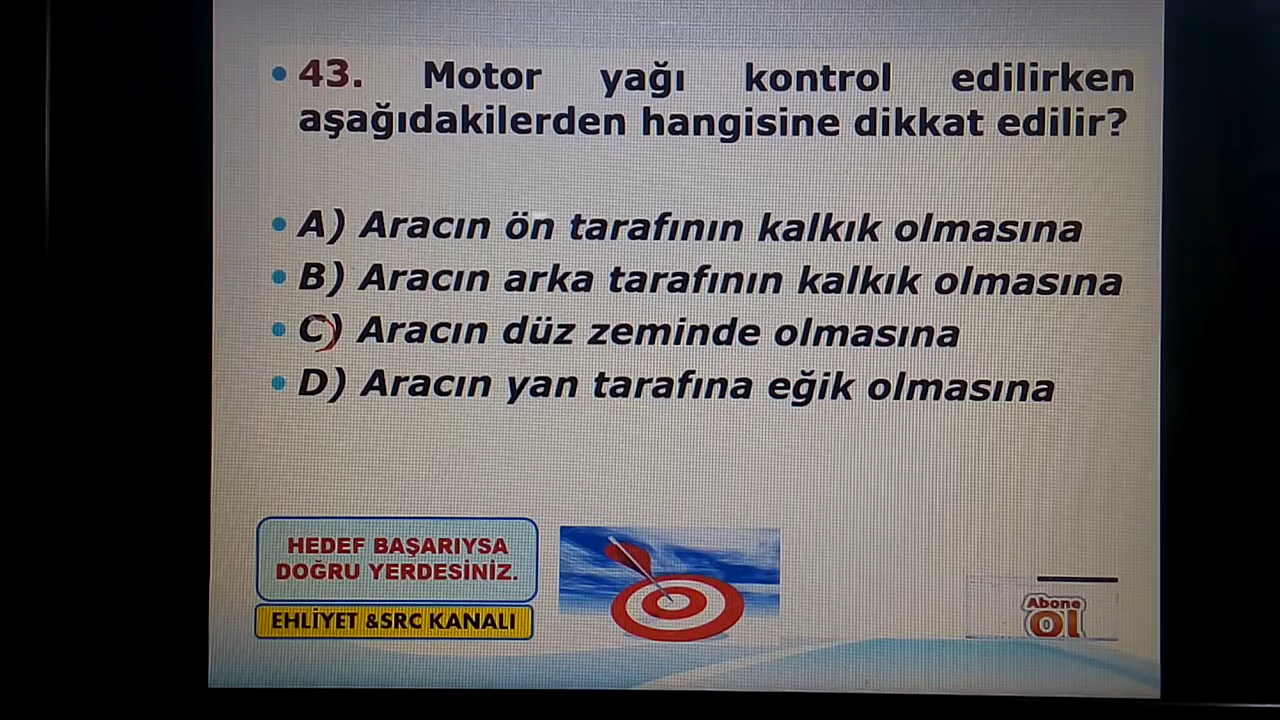 • 43. Motor yağı kontrol edilirken
aşağıdakilerden hangisine dikkat edilir?
• A) Aracın ön tarafının kalkık olmasına
• B) Aracın arka tarafının kalkık olmasına
• C) Aracın düz zeminde olmasına
• D) Aracın yan tarafına eğik olmasına
HEDEF BAŞARIYSA
DOĞRU YERDESİNİZ.
EHLİYET &SRC KANALI
Abone
ol